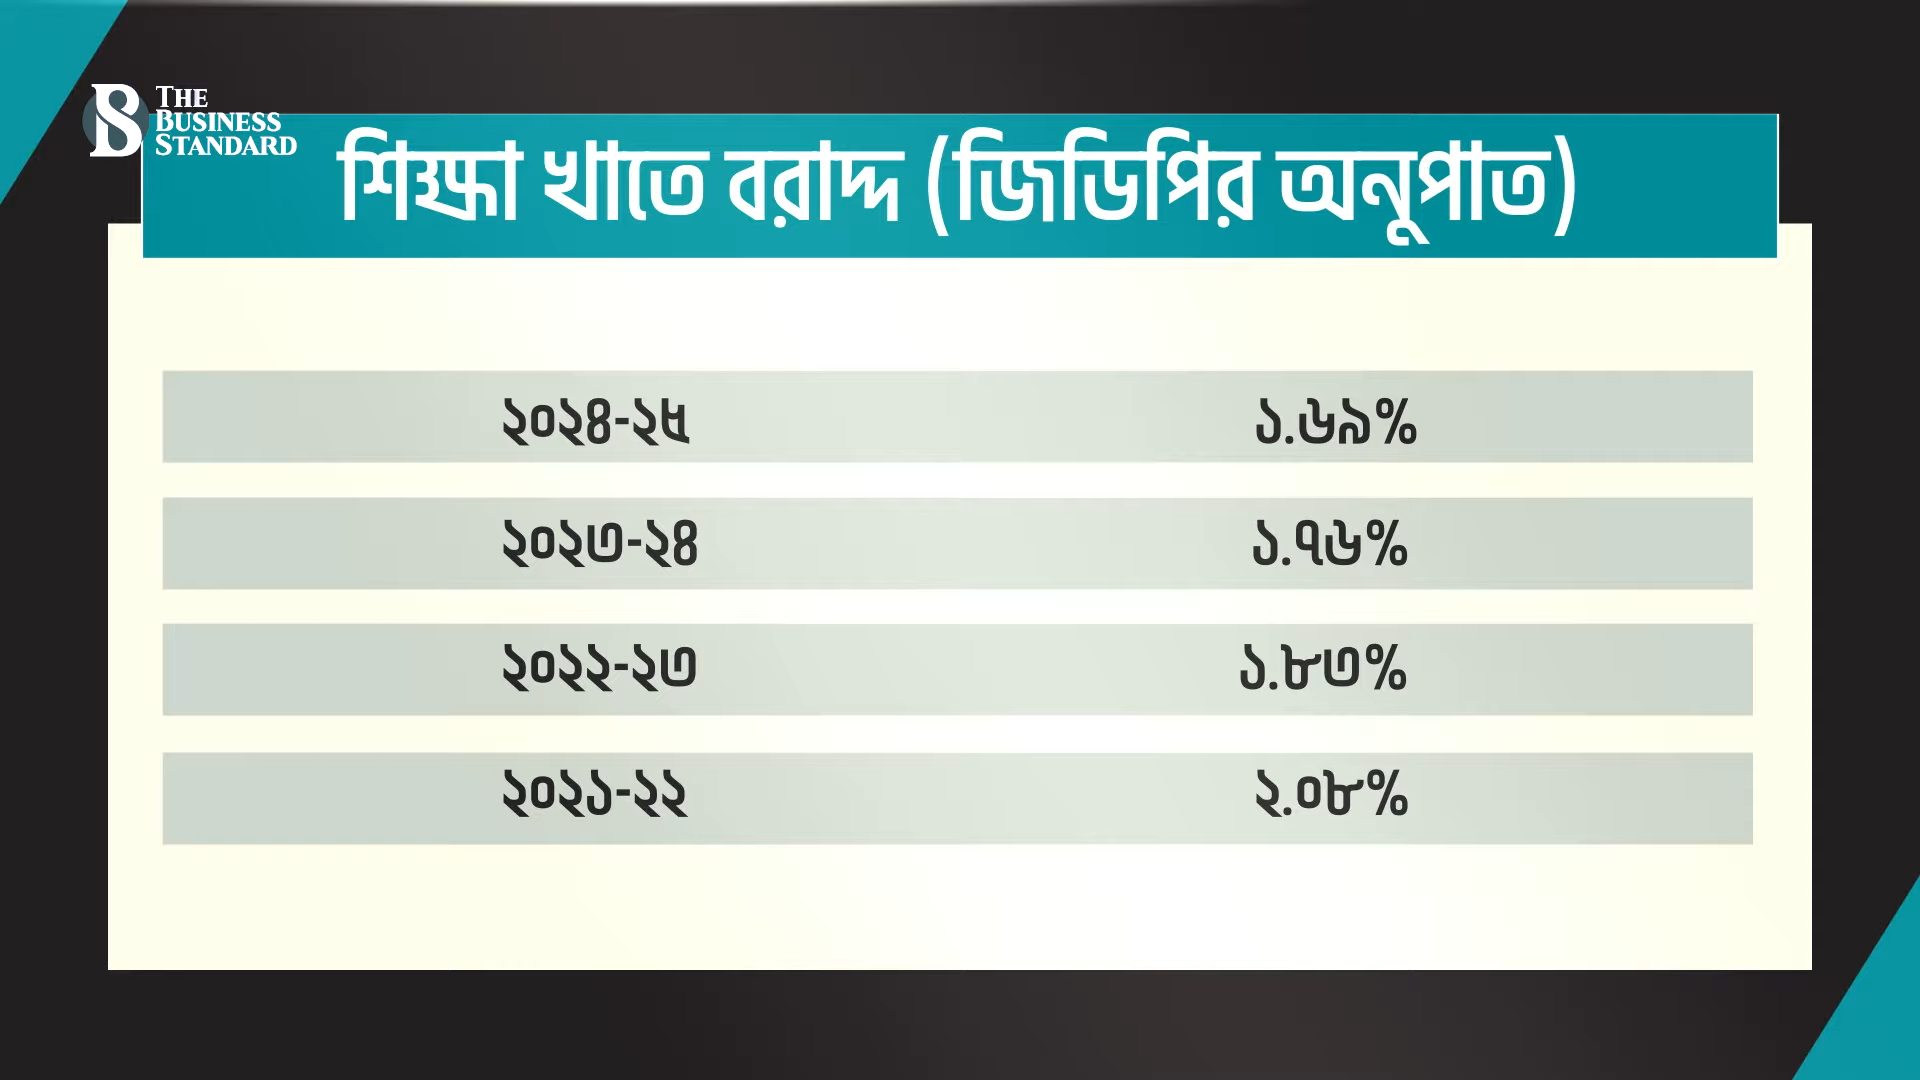 THE
BUSINESS
STANDARD
শিক্ষা খাতে বরাদ্দ (জিডিপির অনুপাত)
২০২৪-২৫ ১.৬৯%
২০২৩-২৪ ১.৭৬%
২০২২-২৩ ১.৮৩%
২০২১-২২ ২.০৮%